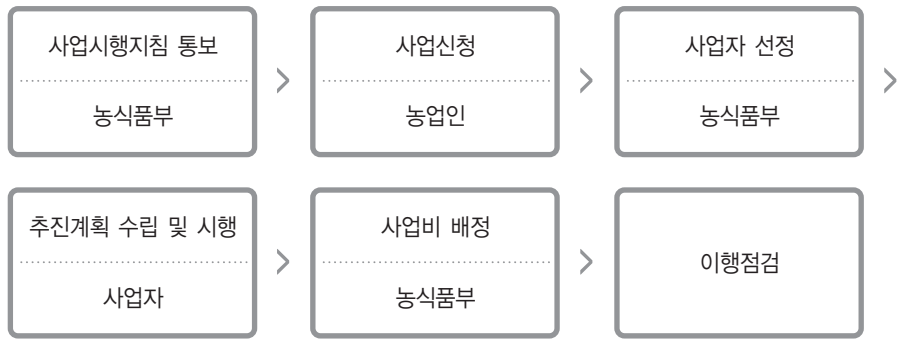 사업시행지침 통보
농식품부
사업신청
농업인
사업자 선정
농식품부
추진계획 수립 및 시행
사업자
사업비 배정
농식품부
이행점검